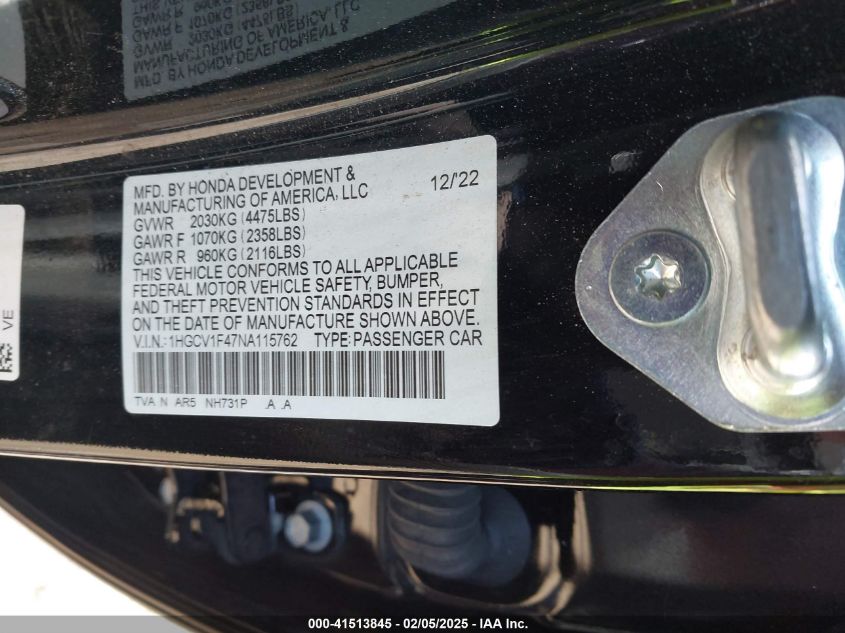 MFD. BY HONDA DEVELOPMENT &
MANUFACTURING OF AMERICA, LLC 12/'22
GVWR 2030KG (4475LBS)
GAWR F 1070KG (2358LBS)
GAWR R 960KG (2116LBS)
THIS VEHICLE CONFORMS TO ALL APPLICABLE
FEDERAL MOTOR VEHICLE SAFETY, BUMPER,
AND THEFT PREVENTION STANDARDS IN EFFECT
ON THE DATE OF MANUFACTURE SHOWN ABOVE.
V.I.N.:1HGCV1F47NA115762 TYPE:PASSENGER CAR
TVA N AR5 NH731P .A .A
VE
000-41513845 - 02/05/2025 - IAA Inc.